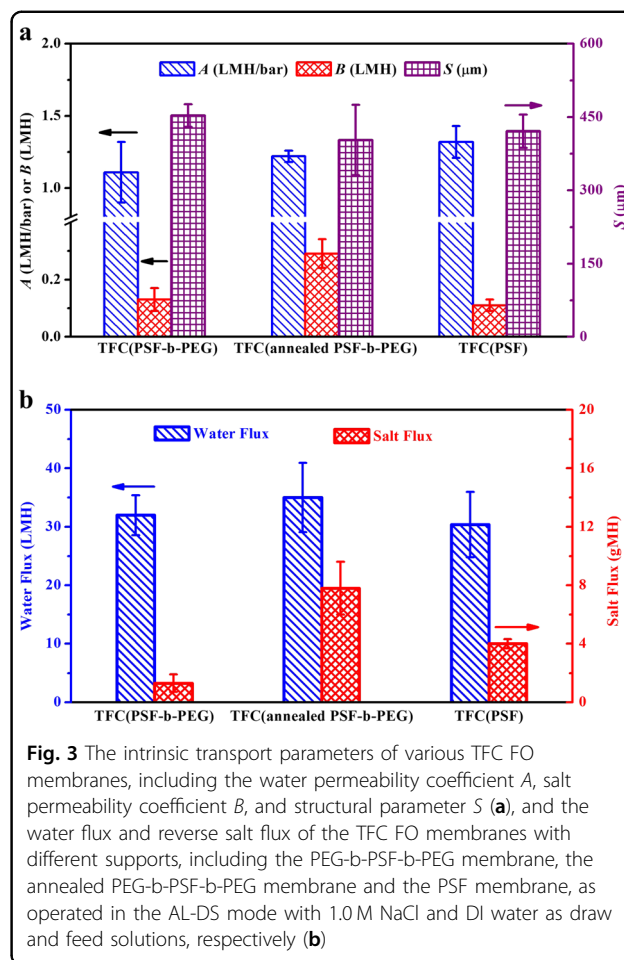 a
A (LMH/bar) B (LMH) S (μm)
A (LMH/bar) or B (LMH)
2.0
1.5
1.0
0.2
0.0
600
450
300
150
0
S (μm)
TFC(PSF-b-PEG) TFC(annealed PSF-b-PEG) TFC(PSF)
b
Water Flux Salt Flux
Water Flux (LMH)
50
40
30
20
10
0
20
16
12
8
4
0
Salt Flux (gMH)
TFC(PSF-b-PEG) TFC(annealed PSF-b-PEG) TFC(PSF)
Fig. 3 The intrinsic transport parameters of various TFC FO
membranes, including the water permeability coefficient A, salt
permeability coefficient B, and structural parameter S (a), and the
water flux and reverse salt flux of the TFC FO membranes with
different supports, including the PEG-b-PSF-b-PEG membrane, the
annealed PEG-b-PSF-b-PEG membrane and the PSF membrane, as
operated in the AL-DS mode with 1.0 M NaCl and DI water as draw
and feed solutions, respectively (b)